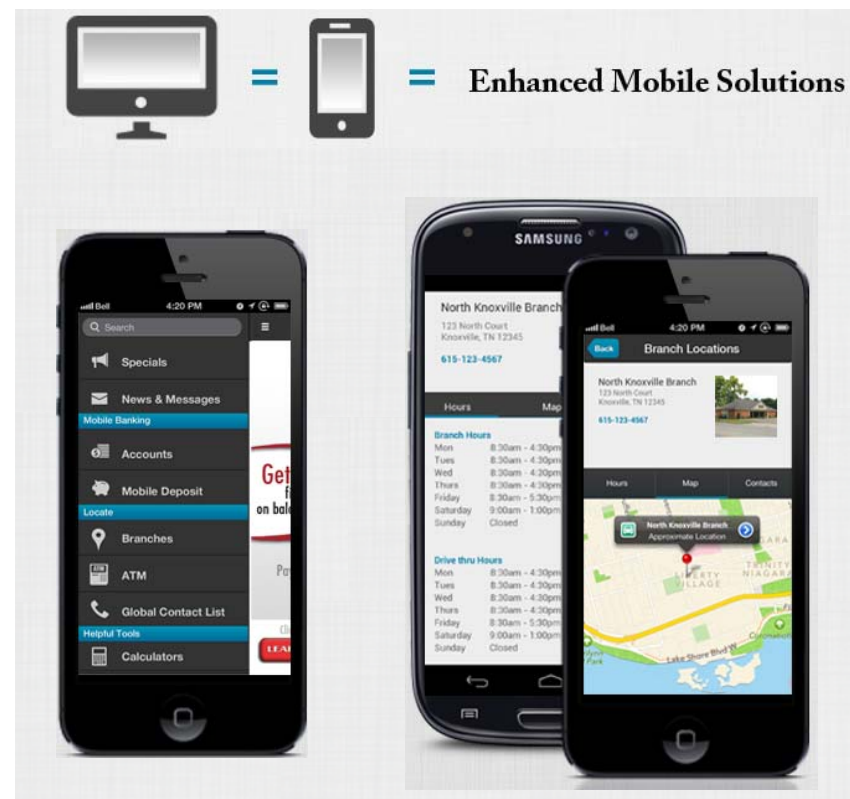 Enhanced Mobile Solutions
Bell 4:20 PM
Search
Specials
News & Messages
Mobile Banking
Accounts
Mobile Deposit
Locate
Branches
ATM
Global Contact List
Helpful Tools
Calculators
Get
on
SAMSUNG
North Knoxville Branch
123 North Court
Knoxville, TN 12345
615-123-4567
Hours Map
Branch Hours
Mon 8:30am - 4:30pm
Tues 8:30am - 4:30pm
Wed 8:30am - 4:30pm
Thurs 8:30am - 4:30pm
Friday 8:30am - 5:30pm
Saturday 9:00am - 1:00pm
Sunday Closed
Drive thru Hours
Mon 8:30am - 4:30pm
Tues 8:30am - 4:30pm
Wed 8:30am - 4:30pm
Thurs 8:30am - 4:30pm
Friday 8:30am - 5:30pm
Saturday 9:00am - 1:00pm
Sunday Closed
Bell 4:20 PM
Back Branch Locations
North Knoxville Branch
123 North Court
Knoxville, TN 12345
615-123-4567
Hours Map Contacts
North Knoxville Branch
Approximate Location
LIBERTY
VILLAGE
TRINITY
NIAGARA
Lake Shore Blvd W
Park